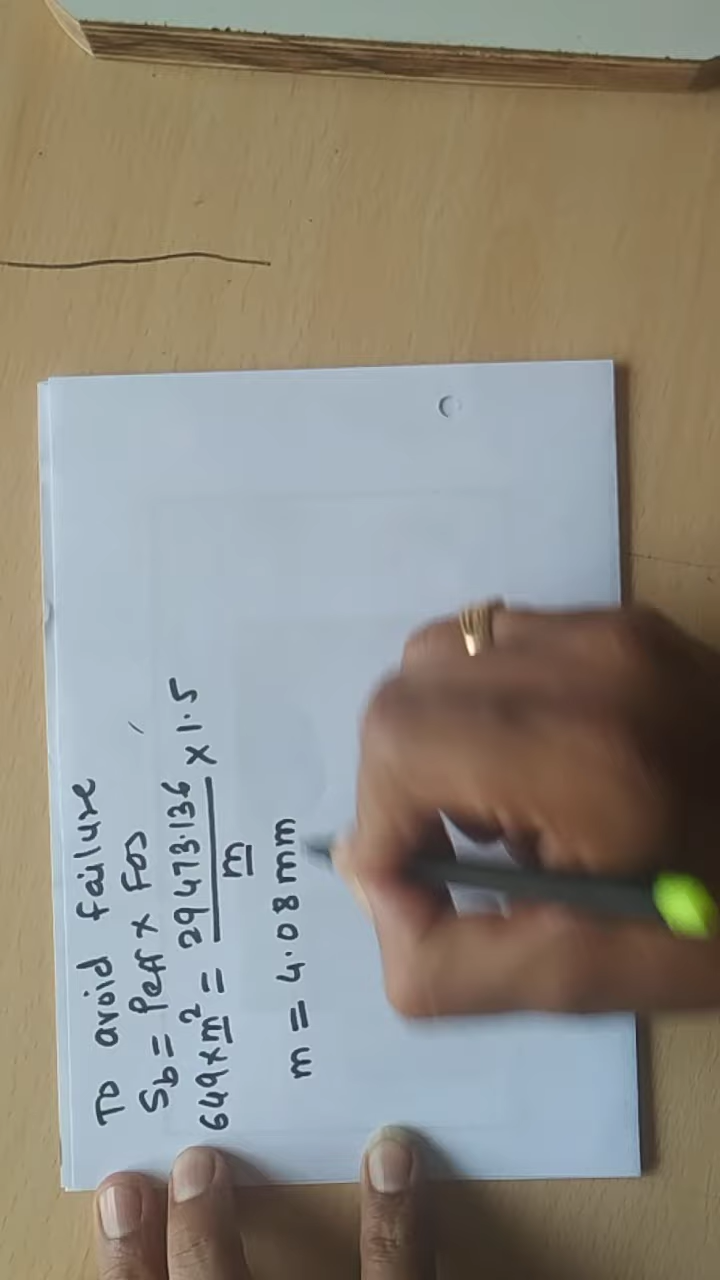 To avoid failure
Sb = Peff x Fos
649 x m² = 29473.136 / m x 1.5
m = 4.08 mm